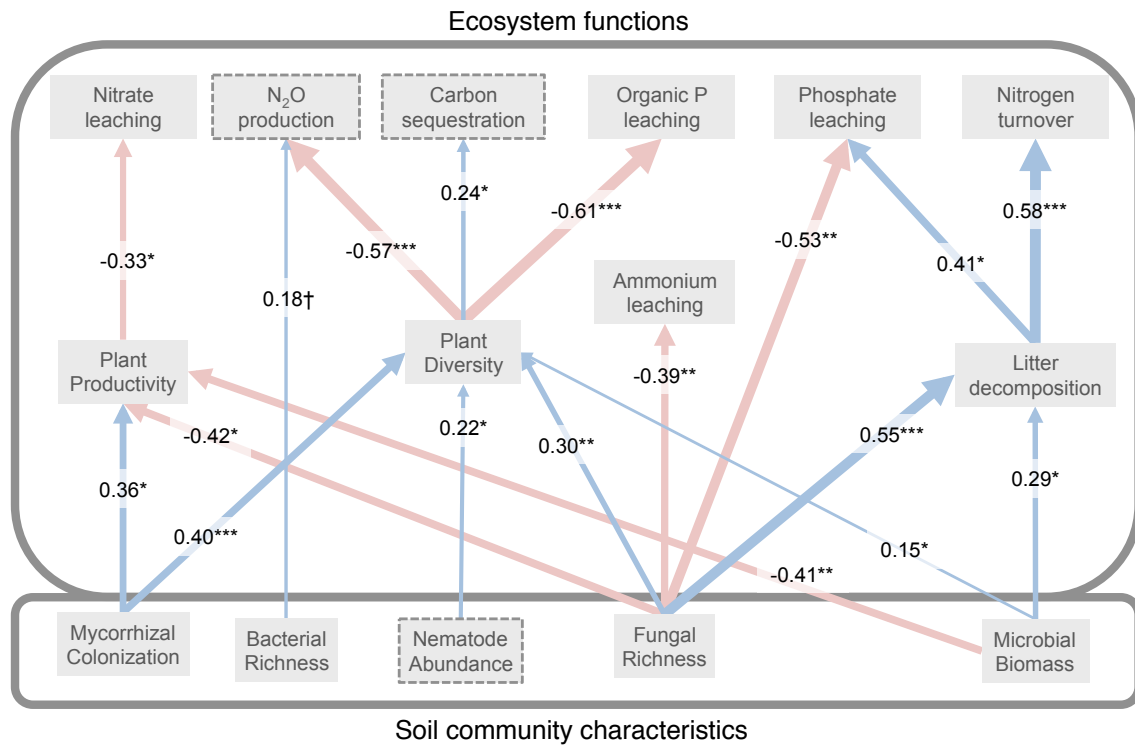 Ecosystem functions
Nitrate
leaching
N₂O
production
Carbon
sequestration
Organic P
leaching
Phosphate
leaching
Nitrogen
turnover
0.24*
-0.61***
0.58***
-0.57***
-0.53**
-0.33*
0.41*
Ammonium
leaching
0.18†
Plant
Productivity
Plant
Diversity
Litter
decomposition
-0.39**
-0.42*
0.22*
0.30**
0.55***
0.36*
0.29*
0.40***
0.15*
-0.41**
Mycorrhizal
Colonization
Bacterial
Richness
Nematode
Abundance
Fungal
Richness
Microbial
Biomass
Soil community characteristics